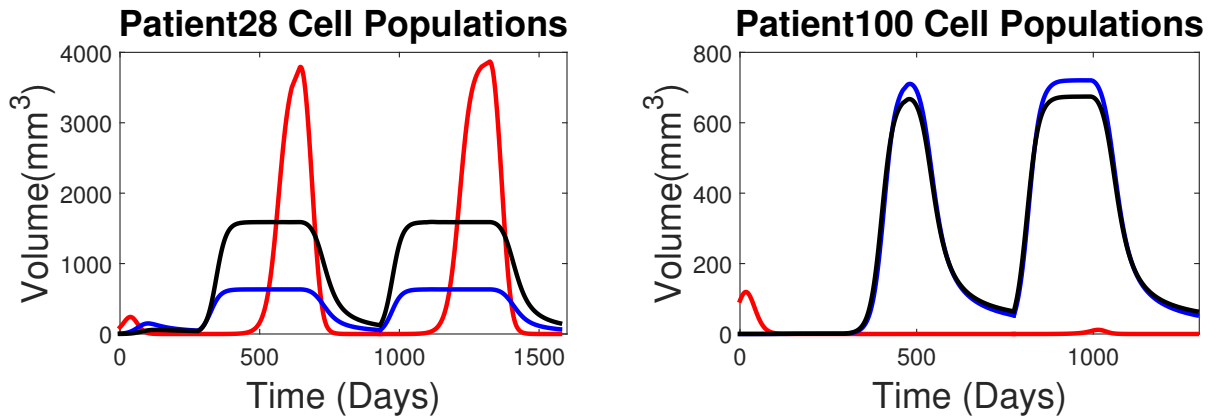 Patient28 Cell Populations
Volume(mm³)
4000
3000
2000
1000
0
0
500
1000
1500
Time (Days)
Patient100 Cell Populations
Volume(mm³)
800
600
400
200
0
0
500
1000
Time (Days)